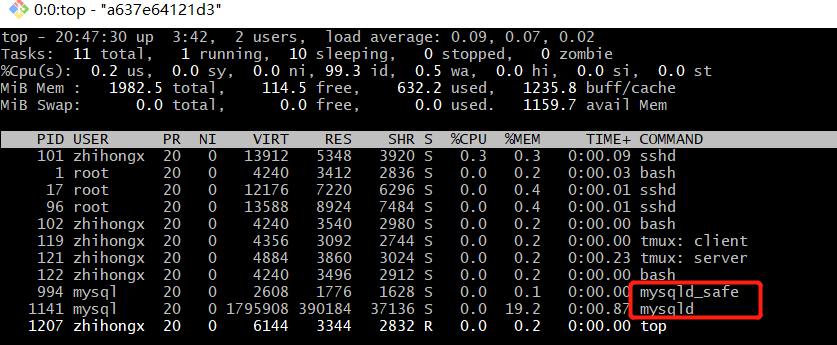 0:0:top - "a637e64121d3"
top - 20:47:30 up  3:42,  2 users,  load average: 0.09, 0.07, 0.02
Tasks:  11 total,   1 running,  10 sleeping,   0 stopped,   0 zombie
%Cpu(s):  0.2 us,  0.0 sy,  0.0 ni, 99.3 id,  0.5 wa,  0.0 hi,  0.0 si,  0.0 st
MiB Mem :   1982.5 total,    114.5 free,    632.2 used,   1235.8 buff/cache
MiB Swap:      0.0 total,      0.0 free,      0.0 used.   1159.7 avail Mem
PID USER      PR  NI    VIRT    RES    SHR S  %CPU  %MEM     TIME+ COMMAND
101 zhihongx  20   0   13912   5348   3920 S   0.3   0.3   0:00.09 sshd
1 root      20   0    4240   3412   2836 S   0.0   0.2   0:00.03 bash
17 root      20   0   12176   7220   6296 S   0.0   0.4   0:00.01 sshd
96 root      20   0   13588   8924   7484 S   0.0   0.4   0:00.01 sshd
102 zhihongx  20   0    4240   3540   2980 S   0.0   0.2   0:00.00 bash
119 zhihongx  20   0    4356   3092   2744 S   0.0   0.2   0:00.01 tmux: client
121 zhihongx  20   0    4884   3860   3024 S   0.0   0.2   0:00.23 tmux: server
122 zhihongx  20   0    4240   3496   2912 S   0.0   0.2   0:00.00 bash
994 mysql     20   0    2608   1776   1628 S   0.0   0.1   0:00.00 mysqld_safe
1141 mysql     20   0 1795908 390184  37136 S   0.0  19.2   0:00.87 mysqld
1207 zhihongx  20   0    6144   3344   2832 R   0.0   0.2   0:00.01 top